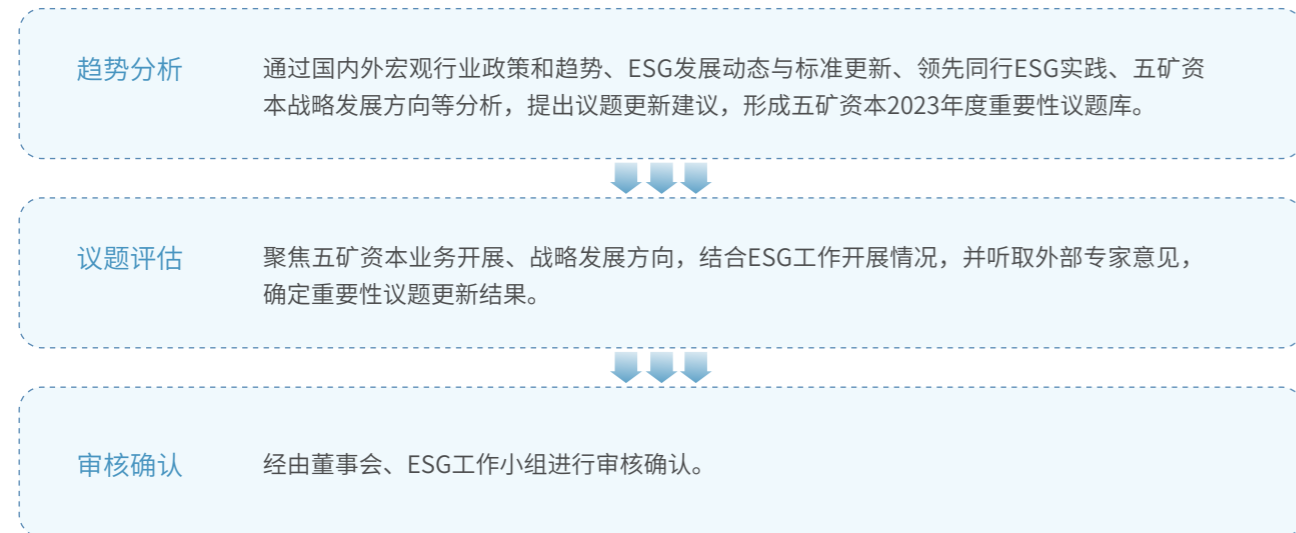 趋势分析
通过国内外宏观行业政策和趋势、ESG发展动态与标准更新、领先同行ESG实践、五矿资
本战略发展方向等分析，提出议题更新建议，形成五矿资本2023年度重要性议题库。
议题评估
聚焦五矿资本业务开展、战略发展方向，结合ESG工作开展情况，并听取外部专家意见，
确定重要性议题更新结果。
审核确认
经由董事会、ESG工作小组进行审核确认。